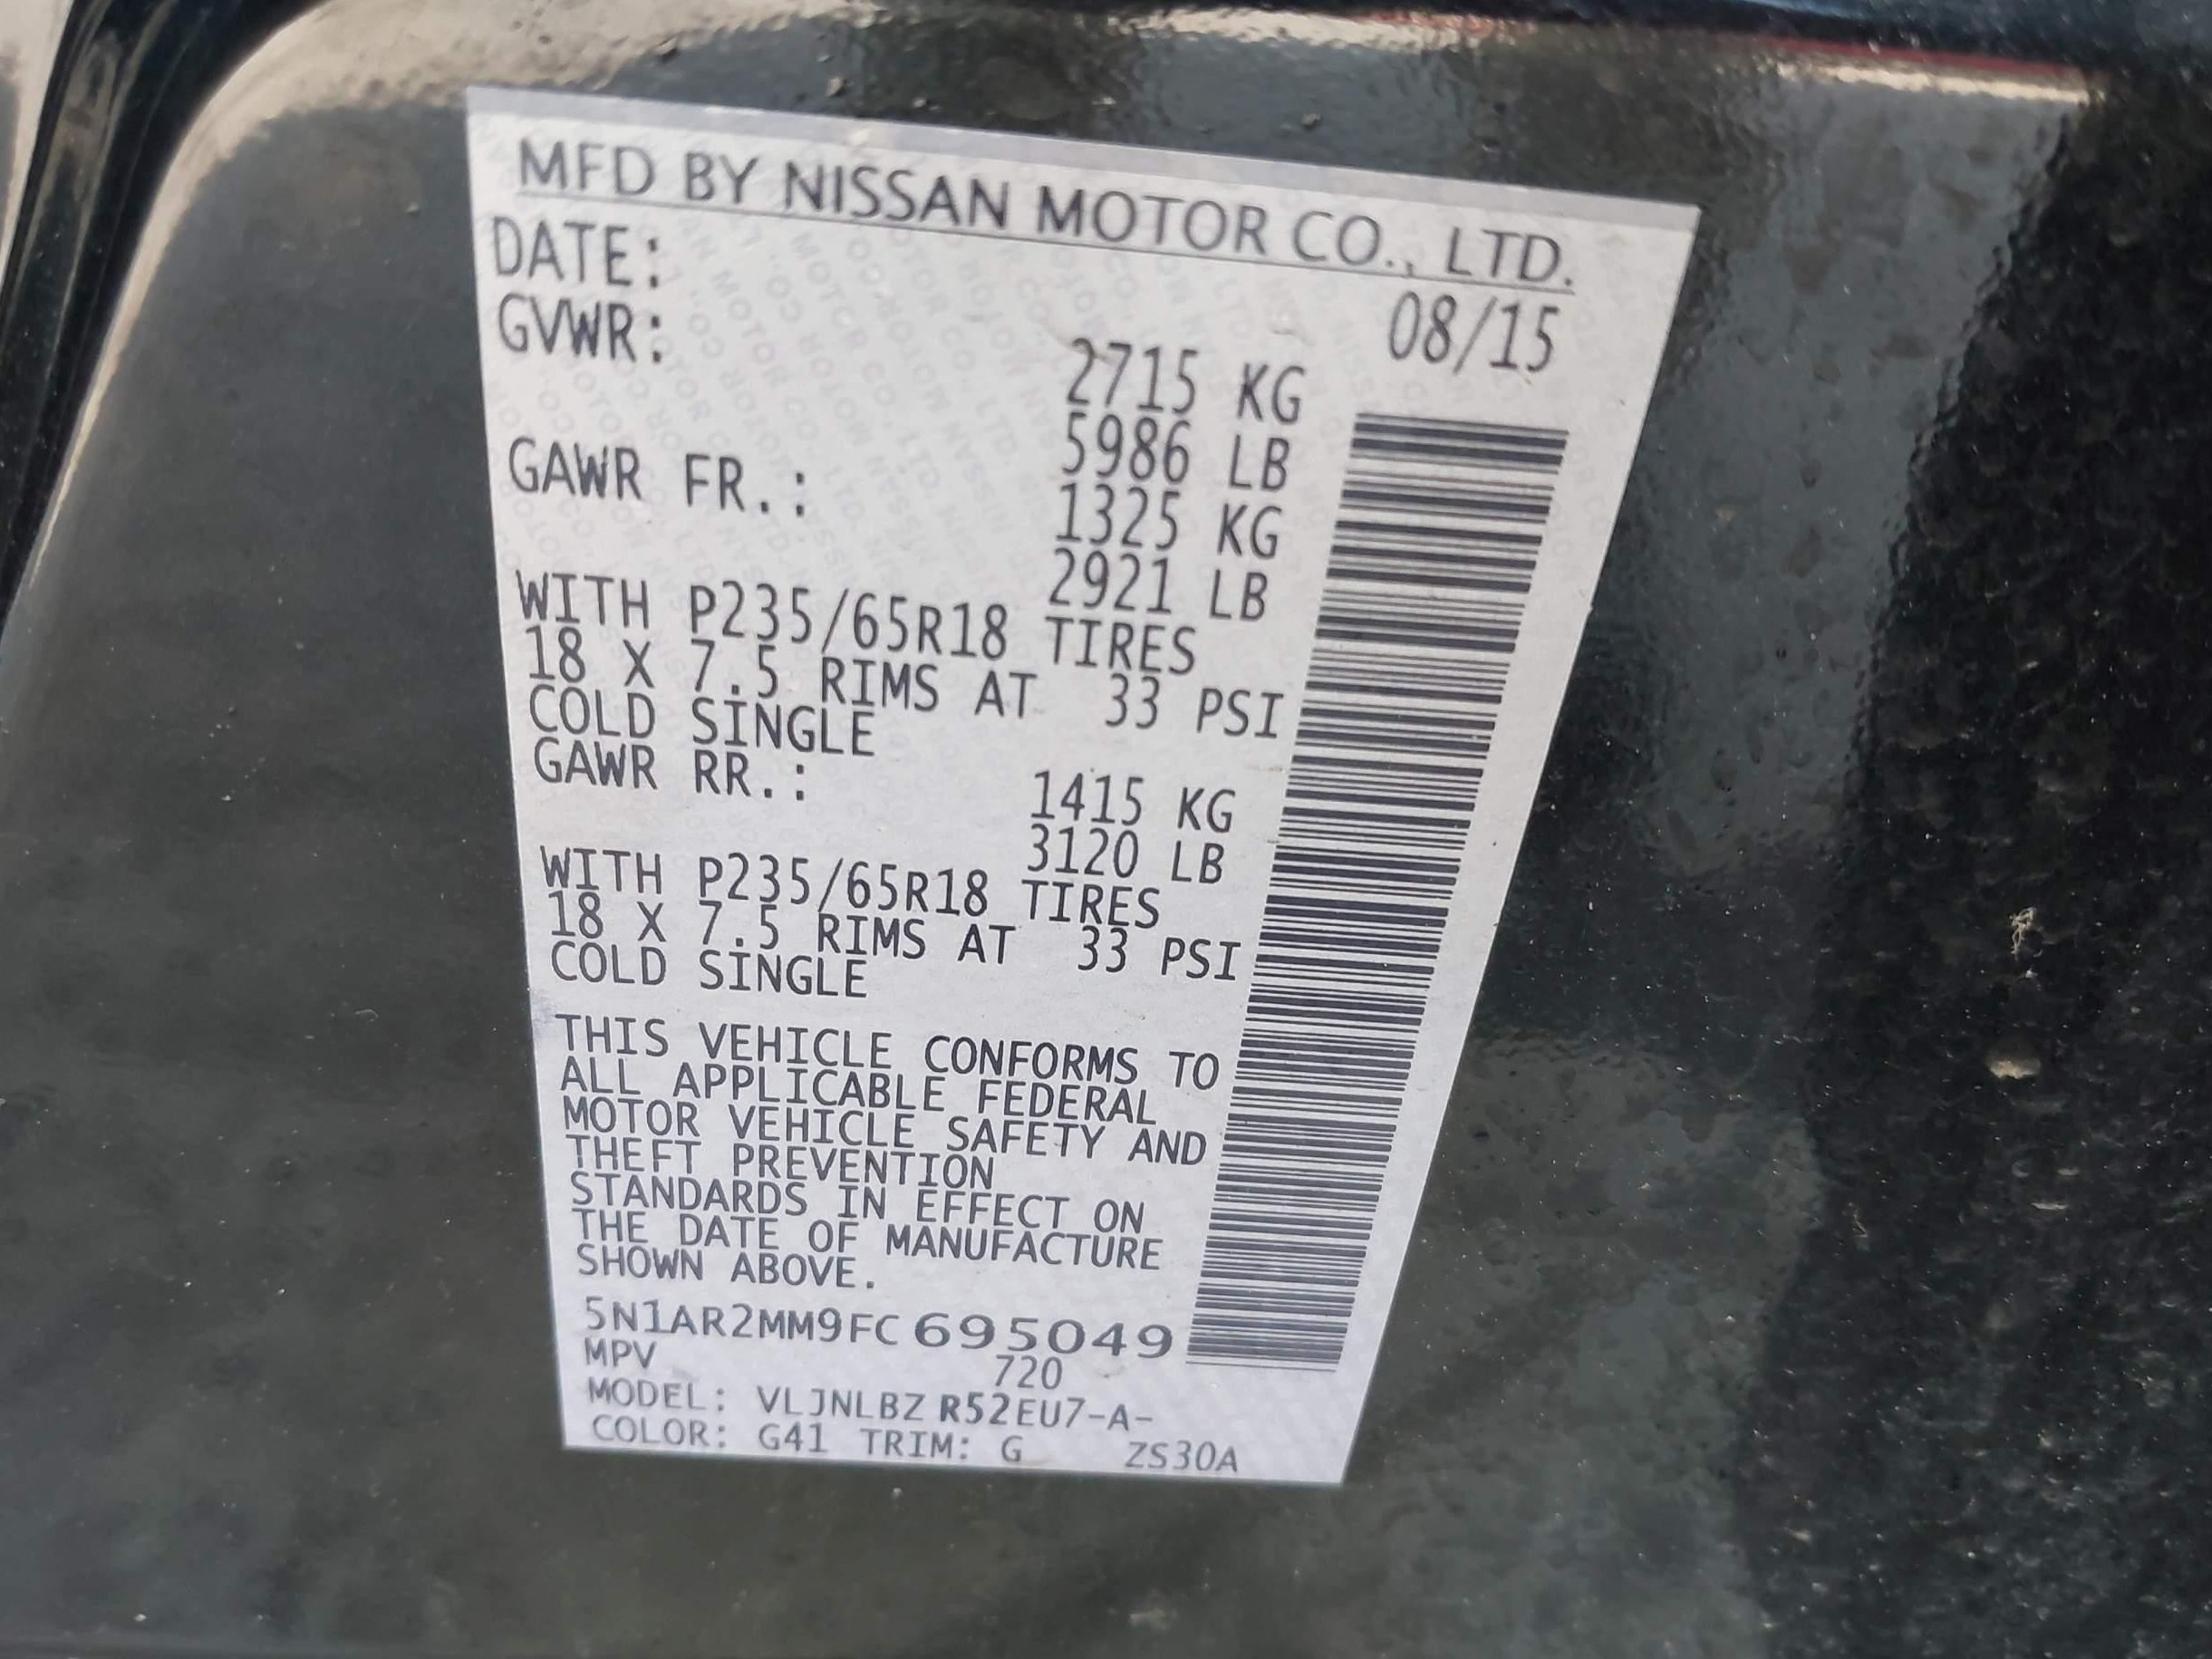 MFD BY NISSAN MOTOR CO., LTD.
DATE: 08/15
GVWR: 2715 KG
5986 LB
GAWR FR.: 1325 KG
2921 LB
WITH P235/65R18 TIRES
18 X 7.5 RIMS AT 33 PSI
COLD SINGLE
GAWR RR.: 1415 KG
3120 LB
WITH P235/65R18 TIRES
18 X 7.5 RIMS AT 33 PSI
COLD SINGLE
THIS VEHICLE CONFORMS TO
ALL APPLICABLE FEDERAL
MOTOR VEHICLE SAFETY AND
THEFT PREVENTION
STANDARDS IN EFFECT ON
THE DATE OF MANUFACTURE
SHOWN ABOVE.
5N1AR2MM9FC695049
MPV 720
MODEL: VLJNLBZ R52EU7-A-
COLOR: G41 TRIM: G ZS30A